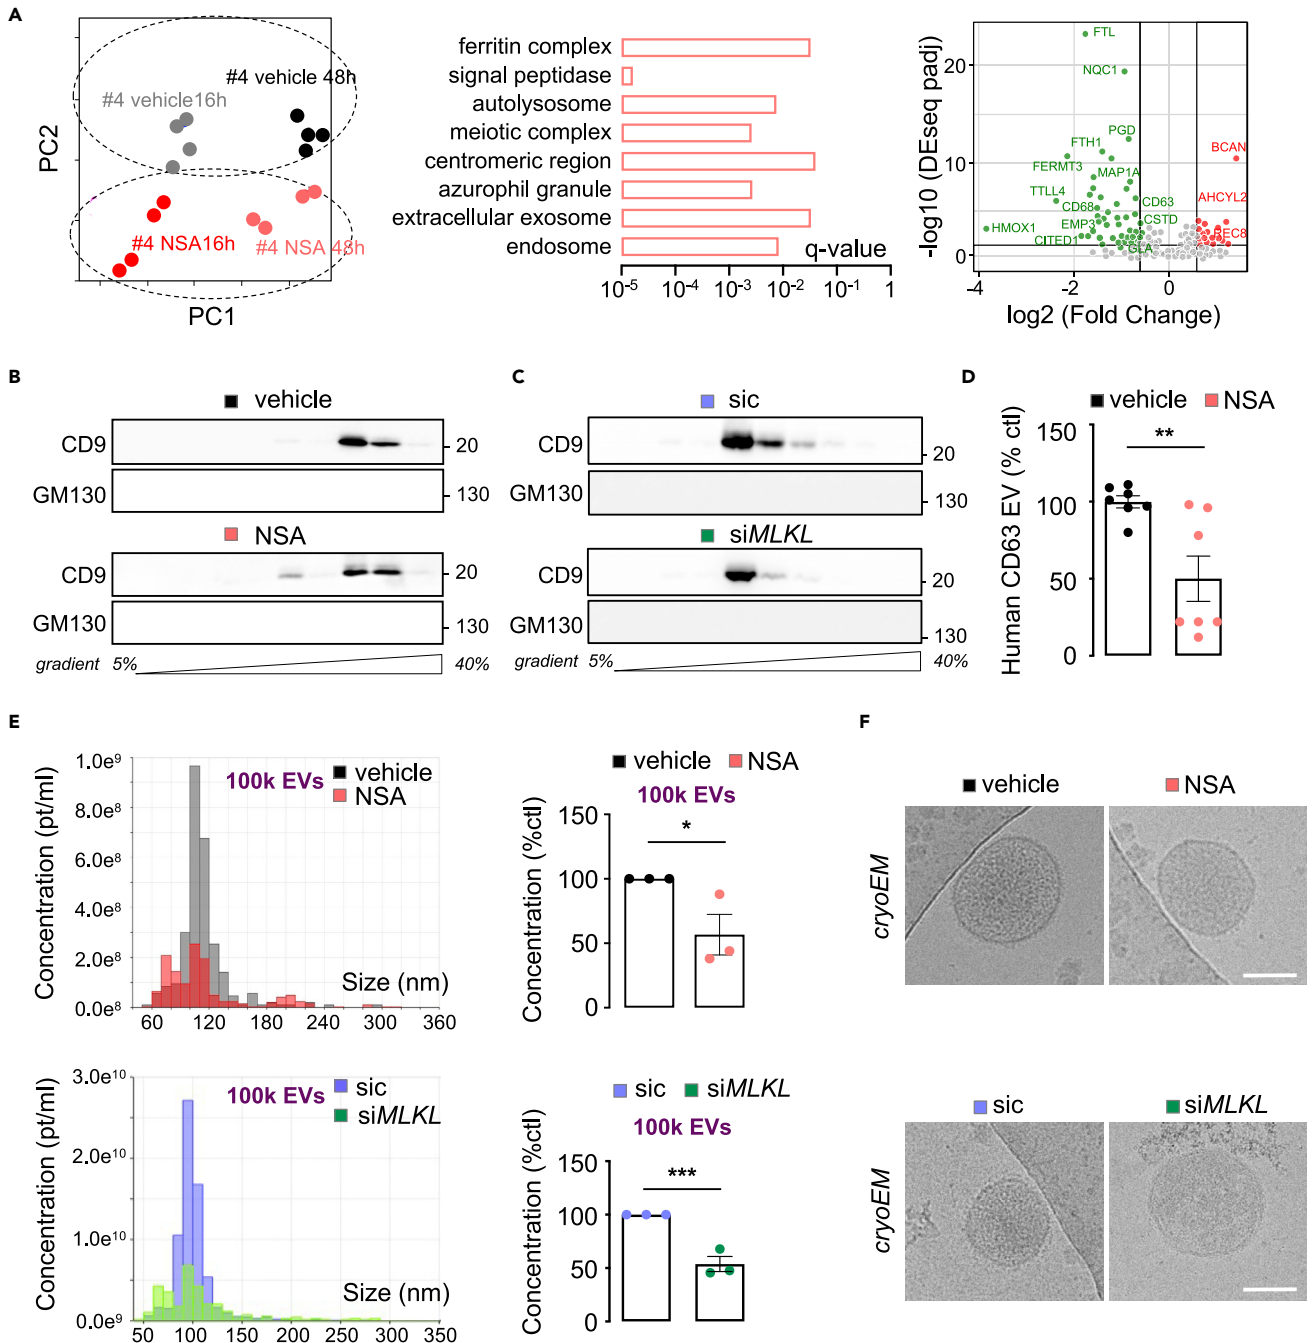 A
#4 vehicle 48h
#4 vehicle16h
#4 NSA16h
#4 NSA 48h
PC2
PC1
ferritin complex
signal peptidase
autolysosome
meiotic complex
centromeric region
azurophil granule
extracellular exosome
endosome
q-value
10-5 10-4 10-3 10-2 10-1 1
-log10 (DEseq padj)
20
10
0
FTL
NQC1
PGD
FTH1
FERMT3
MAP1A
TTLL4
CD68
CD63
EMP3
CSTD
HMOX1
CITED1
GLA
BCAN
AHCYL2
REC8
-4 -2 0
log2 (Fold Change)
B
vehicle
CD9
20
GM130
130
NSA
CD9
20
GM130
130
gradient 5% 40%
C
sic
CD9
20
GM130
130
siMLKL
CD9
20
GM130
130
gradient 5% 40%
D
vehicle NSA
Human CD63 EV (% ctl)
150
100
50
0
**
E
Concentration (pt/ml)
1.0e9
8.0e8
6.0e8
4.0e8
2.0e8
0.0e8
100k EVs
vehicle
NSA
Size (nm)
60 120 180 240 300 360
vehicle NSA
100k EVs
Concentration (%ctl)
150
100
50
0
*
Concentration (pt/ml)
3.0e10
2.0e10
1.0e10
0.0e9
100k EVs
sic
siMLKL
Size (nm)
50 100 150 200 250 300 350
sic siMLKL
100k EVs
Concentration (%ctl)
150
100
50
0
***
F
vehicle NSA
cryoEM
sic siMLKL
cryoEM